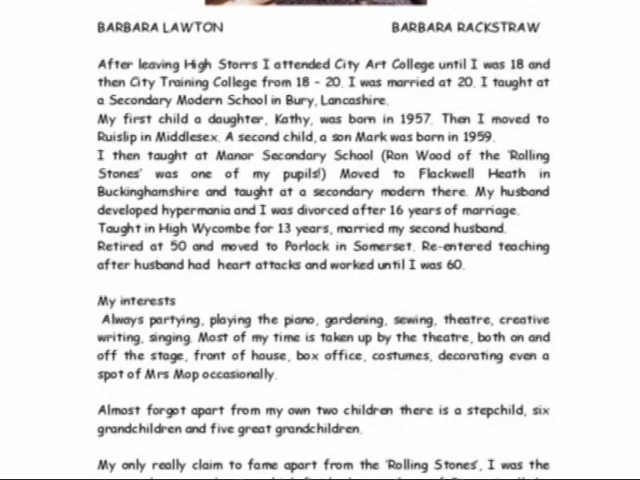 BARBARA LAWTON BARBARA RACKSTRAW
After leaving High Storrs I attended City Art College until I was 18 and
then City Training College from 18 - 20. I was married at 20. I taught at
a Secondary Modern School in Bury, Lancashire.
My first child a daughter, Kathy, was born in 1957. Then I moved to
Ruislip in Middlesex. A second child, a son Mark was born in 1959.
I then taught at Manor Secondary School (Ron Wood of the 'Rolling
Stones' was one of my pupils!) Moved to Flackwell Heath in
Buckinghamshire and taught at a secondary modern there. My husband
developed hypermania and I was divorced after 16 years of marriage.
Taught in High Wycombe for 13 years, married my second husband.
Retired at 50 and moved to Porlock in Somerset. Re-entered teaching
after husband had heart attacks and worked until I was 60.
My interests
Always partying, playing the piano, gardening, sewing, theatre, creative
writing, singing. Most of my time is taken up by the theatre, both on and
off the stage, front of house, box office, costumes, decorating even a
spot of Mrs Mop occasionally.
Almost forgot apart from my own two children there is a stepchild, six
grandchildren and five great grandchildren.
My only really claim to fame apart from the 'Rolling Stones', I was the